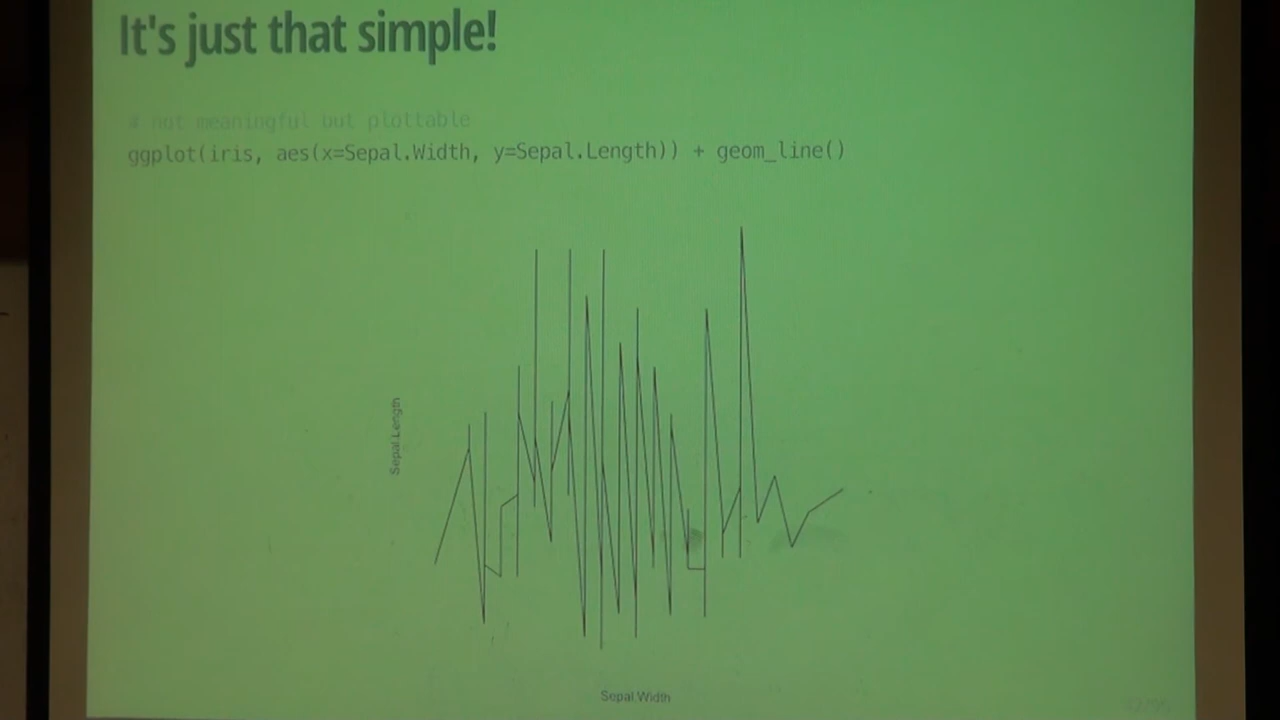 It's just that simple!
# not meaningful but plottable
ggplot(iris, aes(x=Sepal.Width, y=Sepal.Length)) + geom_line()
Sepal.Length
Sepal.Width